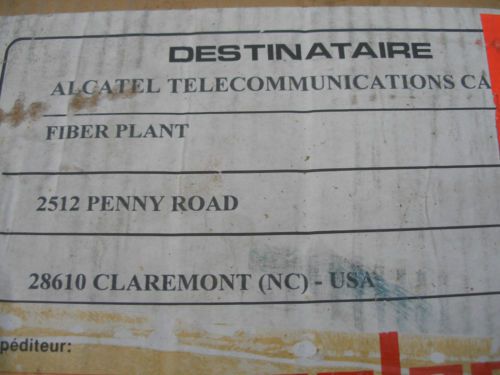 DESTINATAIRE
ALCATEL TELECOMMUNICATIONS CA
FIBER PLANT
2512 PENNY ROAD
28610 CLAREMONT (NC) - USA
péditeur: